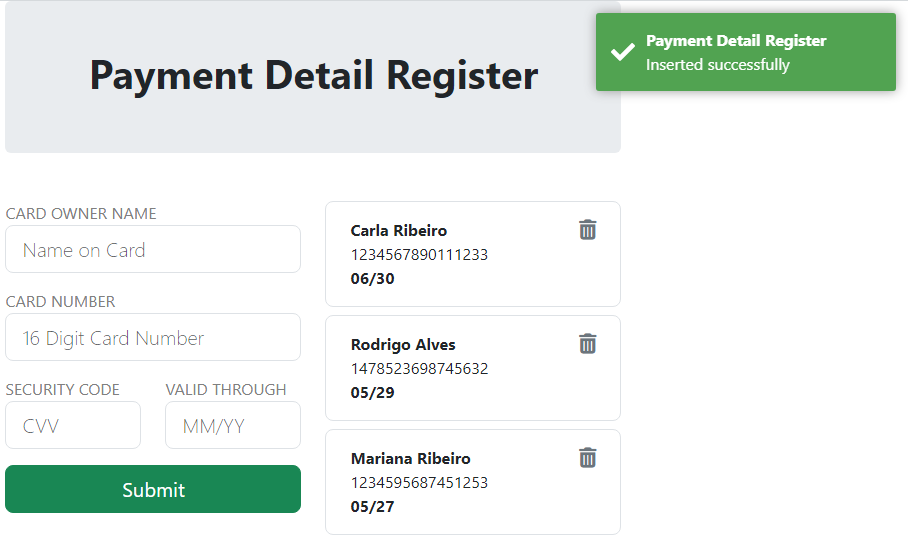 Payment Detail Register
Payment Detail Register
Inserted successfully
CARD OWNER NAME
Name on Card
CARD NUMBER
16 Digit Card Number
SECURITY CODE
VALID THROUGH
CVV
MM/YY
Submit
Carla Ribeiro
1234567890111233
06/30
Rodrigo Alves
1478523698745632
05/29
Mariana Ribeiro
1234595687451253
05/27